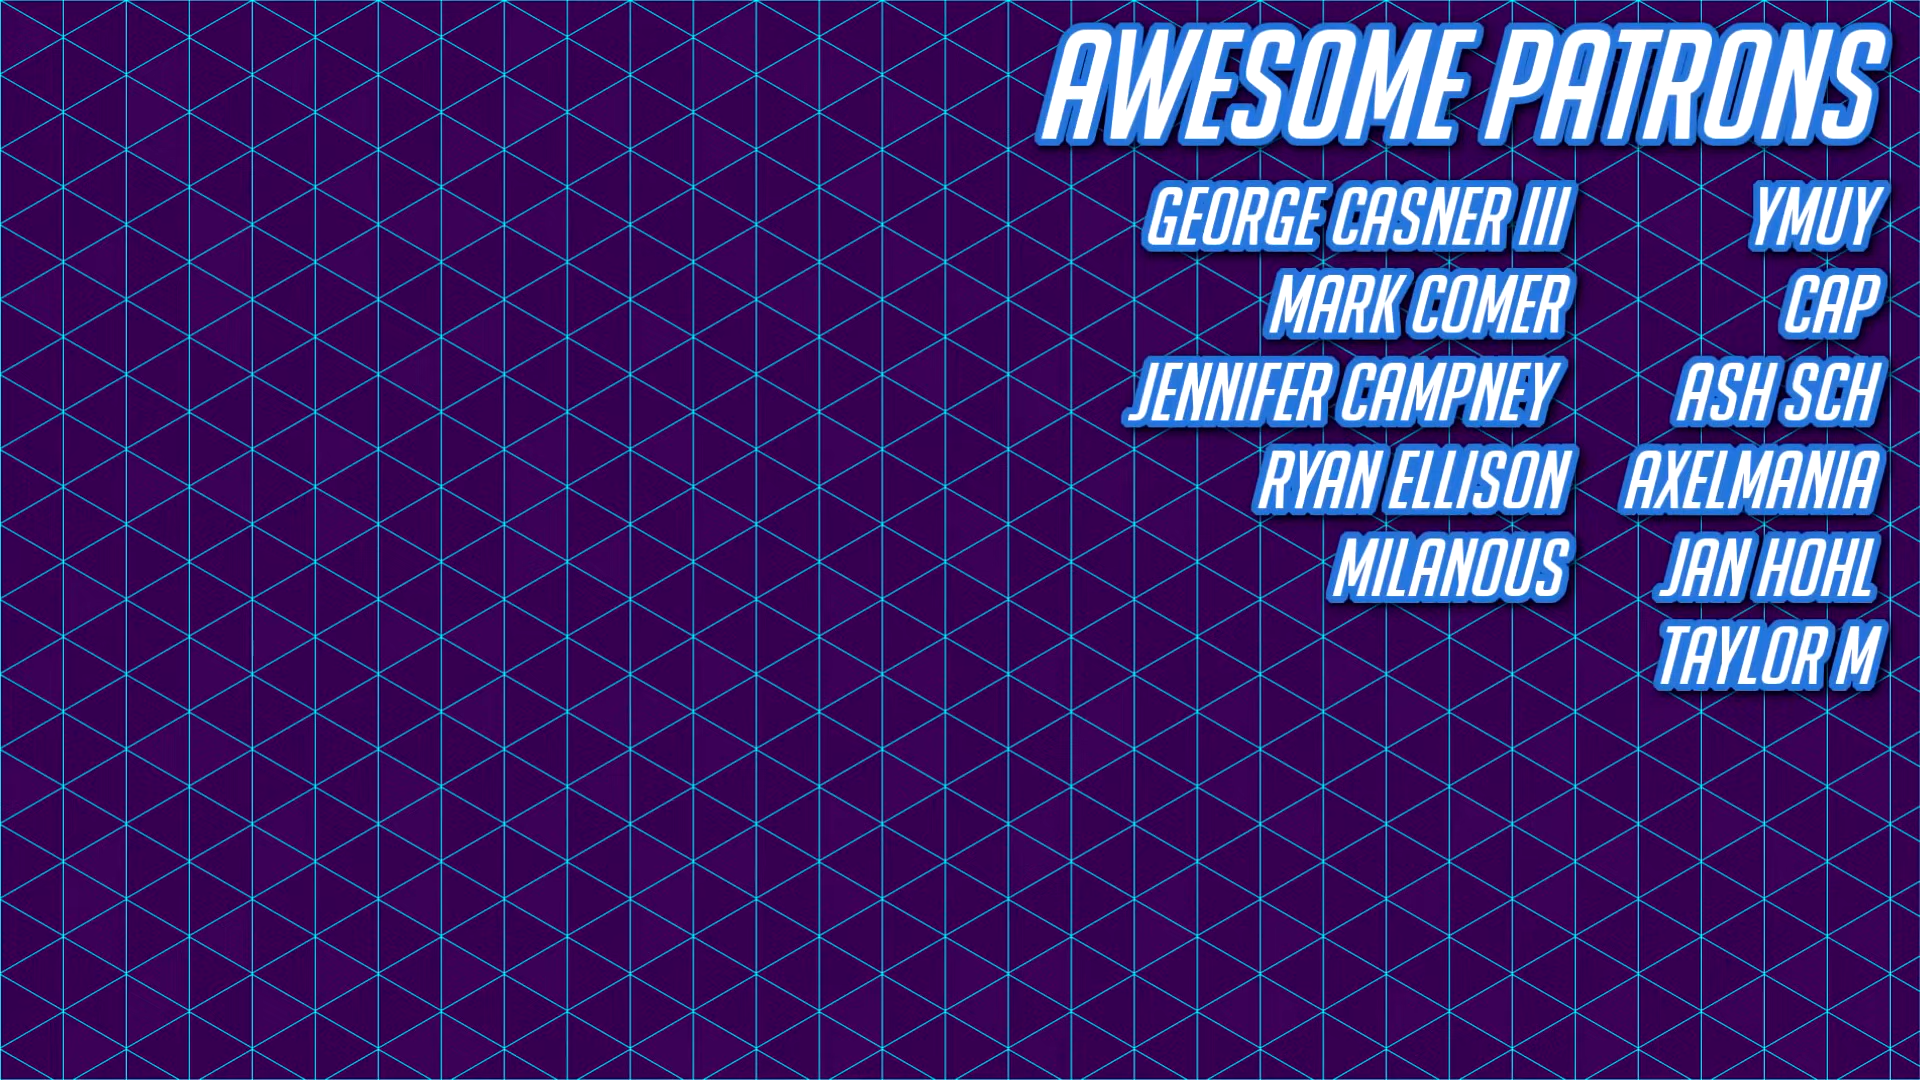 AWESOME PATRONS
GEORGE CASNER III
MARK COMER
JENNIFER CAMPNEY
RYAN ELLISON
MILANOUS
YMUY
CAP
ASH SCH
AXELMANIA
JAN HOHL
TAYLOR M